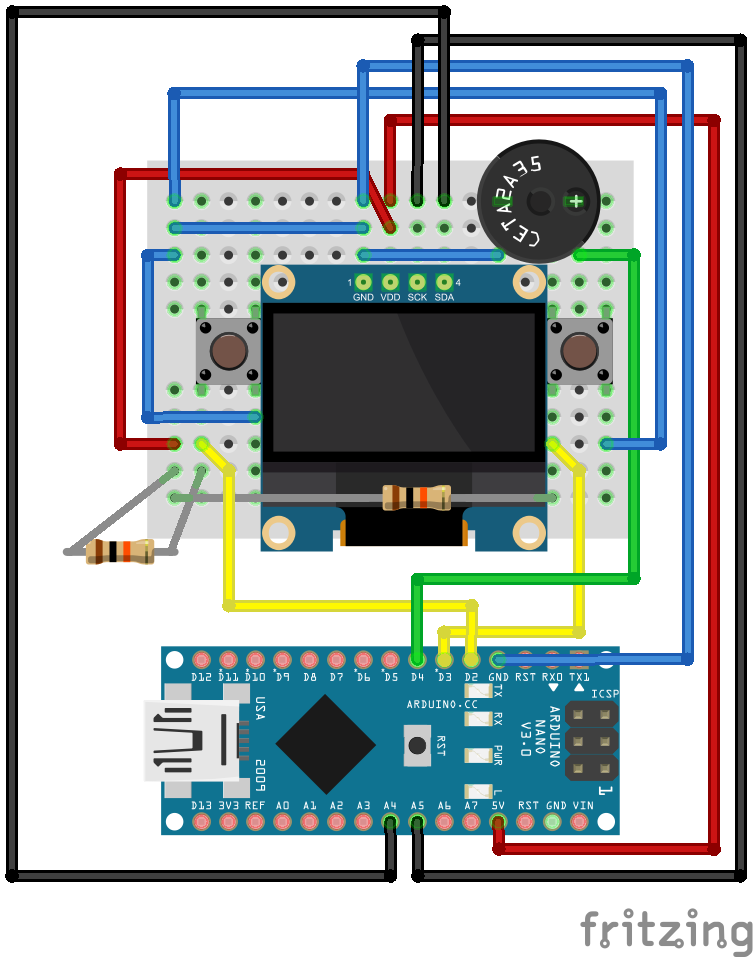 CET A2A35
+
1 4
GND VDD SCK SDA
D12 D11 D10 D9 D8 D7 D6 D5 D4 D3 D2 GND RST RX0 TX1
TX
RX
PWR
L
ARDUINO.CC
ICSP
1
USA
2009
RST
ARDUINO
NANO
V3.0
D13 3V3 REF A0 A1 A2 A3 A4 A5 A6 A7 5V RST GND VIN
fritzing